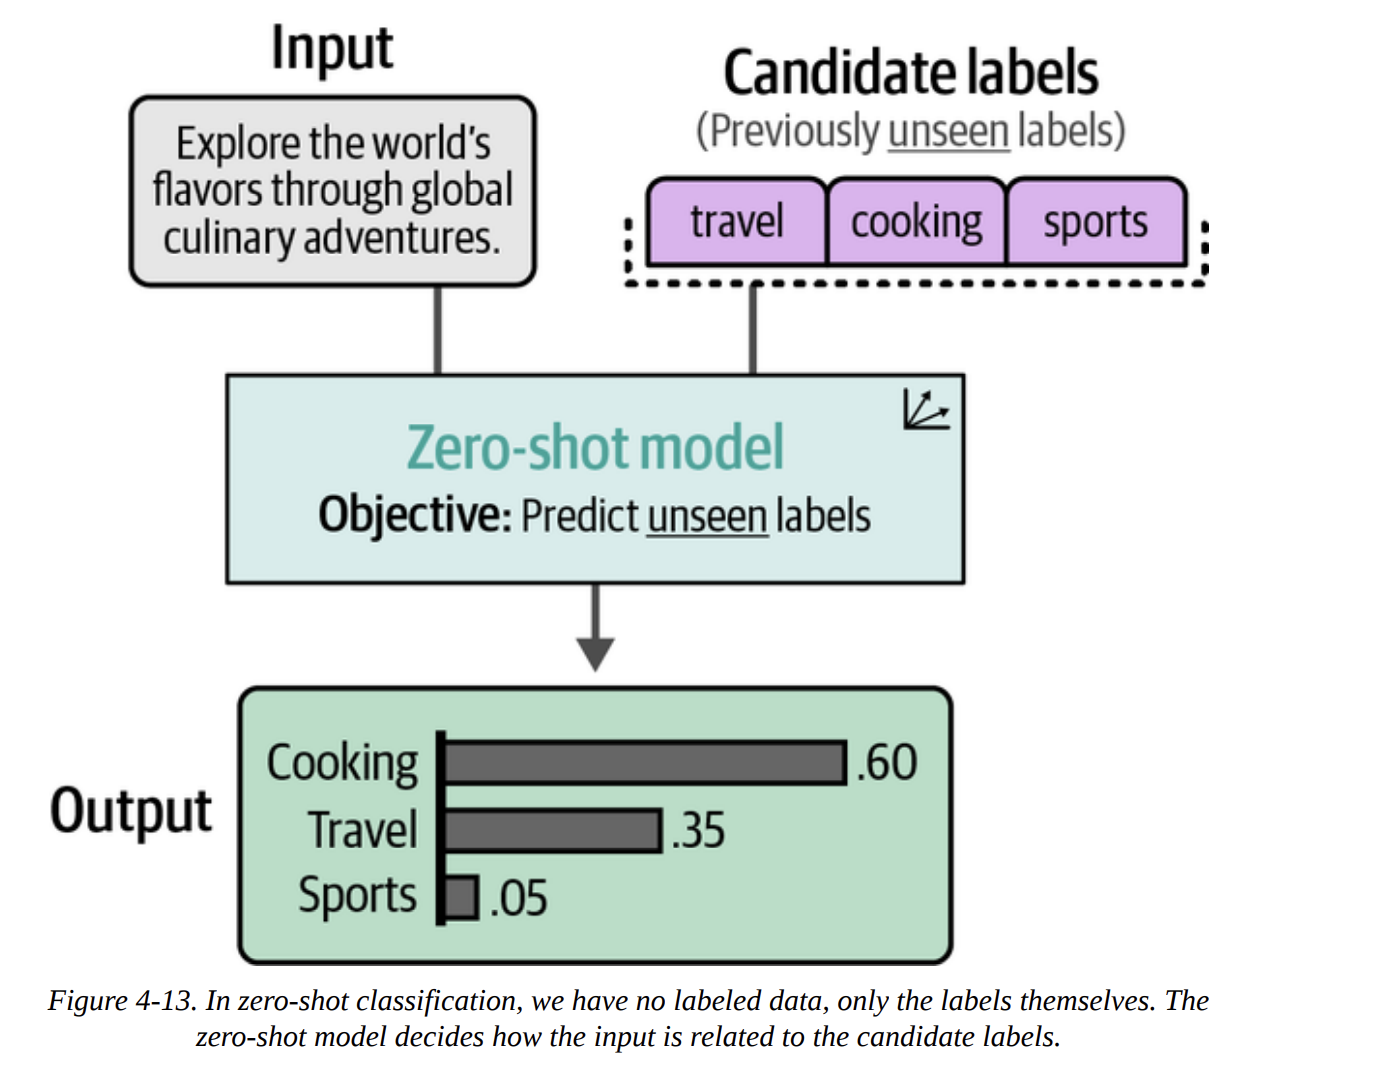 Input
Explore the world's
flavors through global
culinary adventures.
Candidate labels
(Previously unseen labels)
travel
cooking
sports
Zero-shot model
Objective: Predict unseen labels
Output
Cooking .60
Travel .35
Sports .05
Figure 4-13. In zero-shot classification, we have no labeled data, only the labels themselves. The
zero-shot model decides how the input is related to the candidate labels.